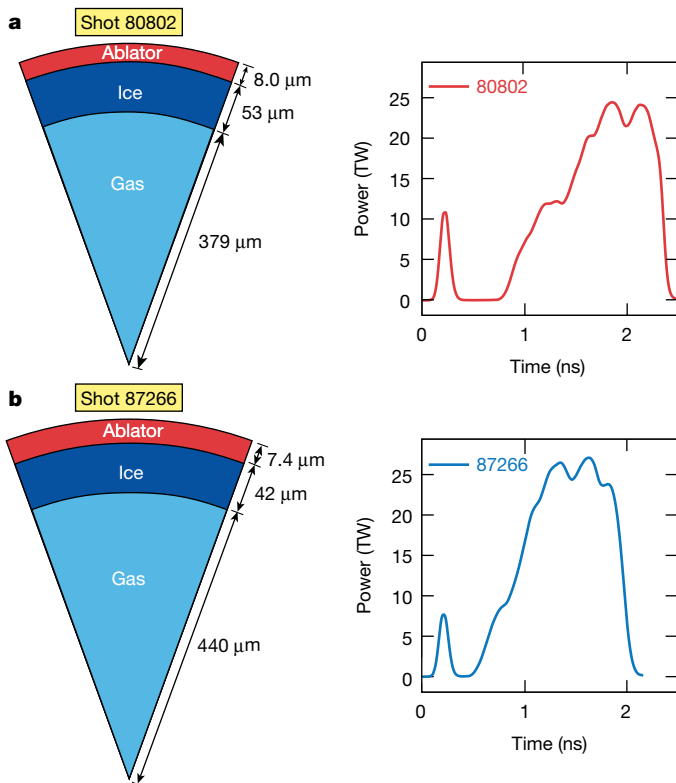 a
Shot 80802
Ablator
8.0 μm
Ice
53 μm
Gas
379 μm
80802
25
20
15
10
5
0
Power (TW)
0 1 2
Time (ns)
b
Shot 87266
Ablator
7.4 μm
Ice
42 μm
Gas
440 μm
87266
25
20
15
10
5
0
Power (TW)
0 1 2
Time (ns)